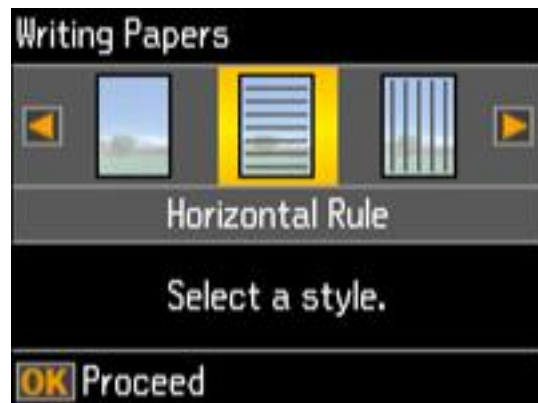 Writing Papers
Horizontal Rule
Select a style.
OK Proceed